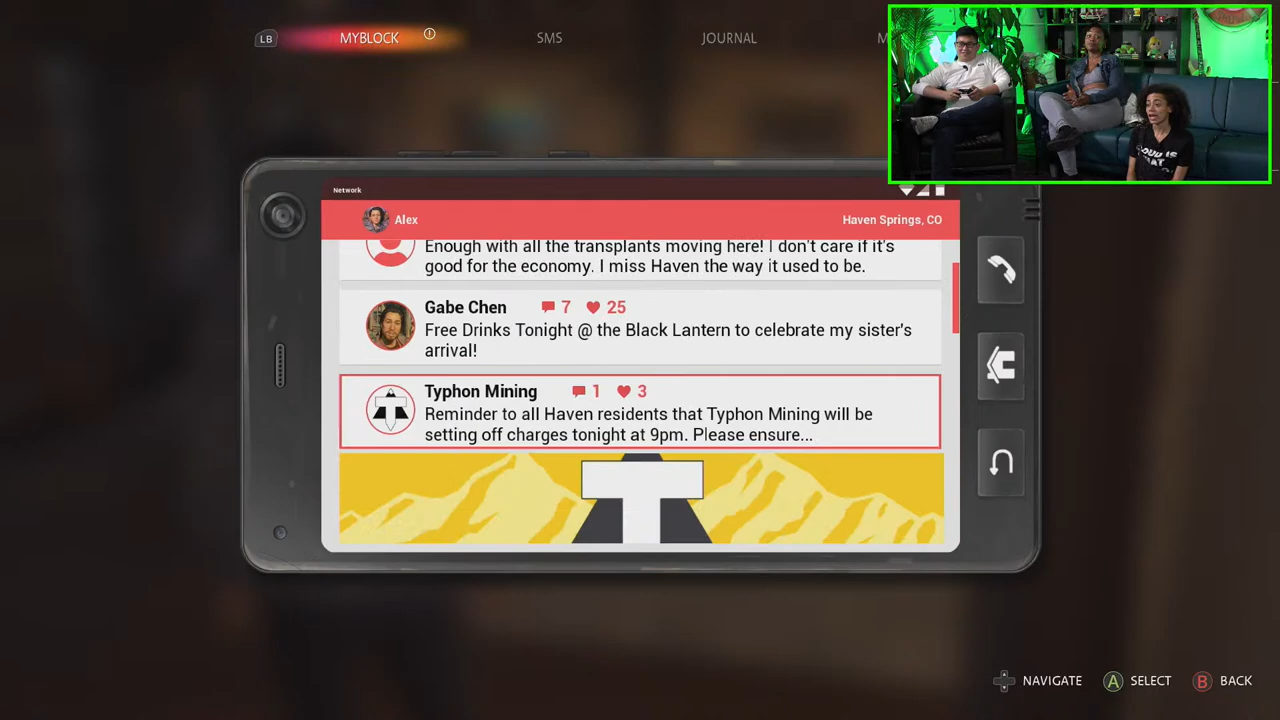 LB
MYBLOCK
SMS
JOURNAL
M
Network
Alex
Haven Springs, CO
Enough with all the transplants moving here! I don't care if it's
good for the economy. I miss Haven the way it used to be.
Gabe Chen 7 25
Free Drinks Tonight @ the Black Lantern to celebrate my sister's
arrival!
Typhon Mining 1 3
Reminder to all Haven residents that Typhon Mining will be
setting off charges tonight at 9pm. Please ensure...
T
NAVIGATE
A SELECT
B BACK